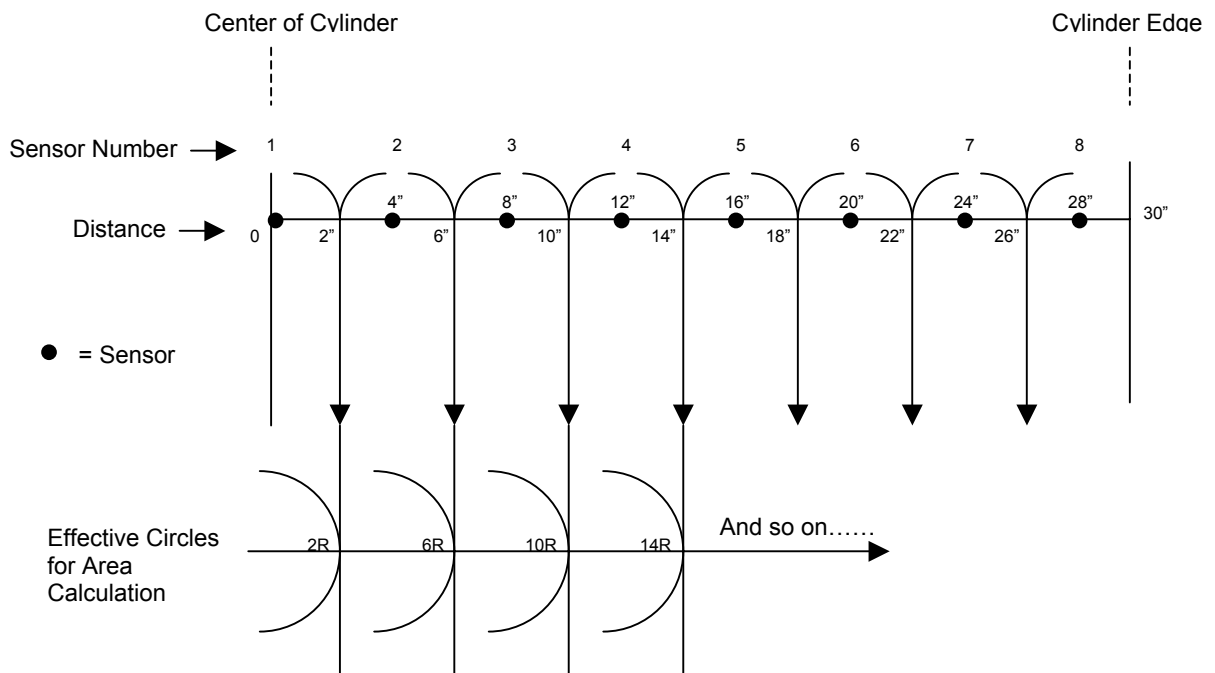 Center of Cylinder
Cylinder Edge
Sensor Number
1 2 3 4 5 6 7 8
4” 8” 12” 16” 20” 24” 28”
30”
Distance
0 2” 6” 10” 14” 18” 22” 26”
= Sensor
And so on……
Effective Circles
for Area
Calculation
2R 6R 10R 14R